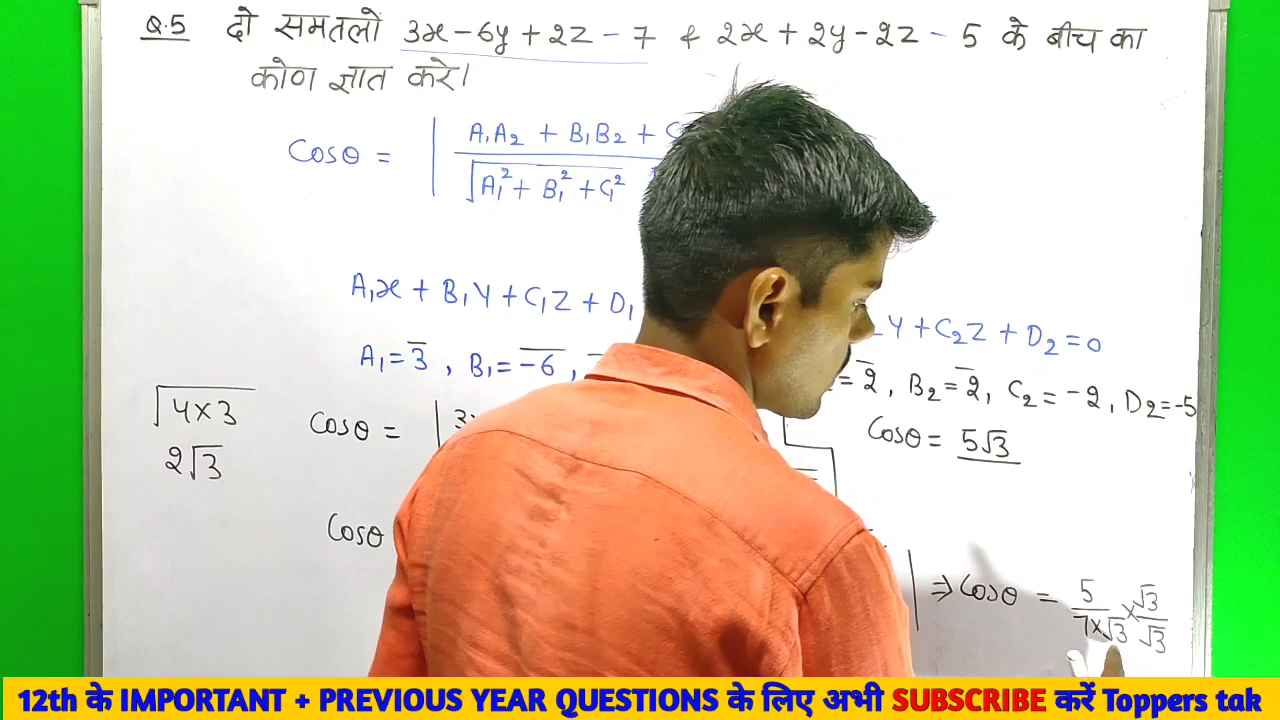 Q.5 दो समतलों 3x - 6y + 2z - 7 & 2x + 2y - 2z - 5 के बीच का
कोण ज्ञात करे।
Cosθ = | A₁A₂ + B₁B₂ + C
√A₁² + B₁² + C₁²
A₁x + B₁Y + C₁Z + D₁
Y + C₂Z + D₂ = 0
A₁ = 3 , B₁ = -6 ,
= 2 , B₂ = 2 , C₂ = -2 , D₂ = -5
√4×3
2√3
Cosθ = | 3
Cosθ = 5√3
Cosθ
⇒ Cosθ = 5/7×√3 × √3/√3
12th के IMPORTANT + PREVIOUS YEAR QUESTIONS के लिए अभी SUBSCRIBE करें Toppers tak